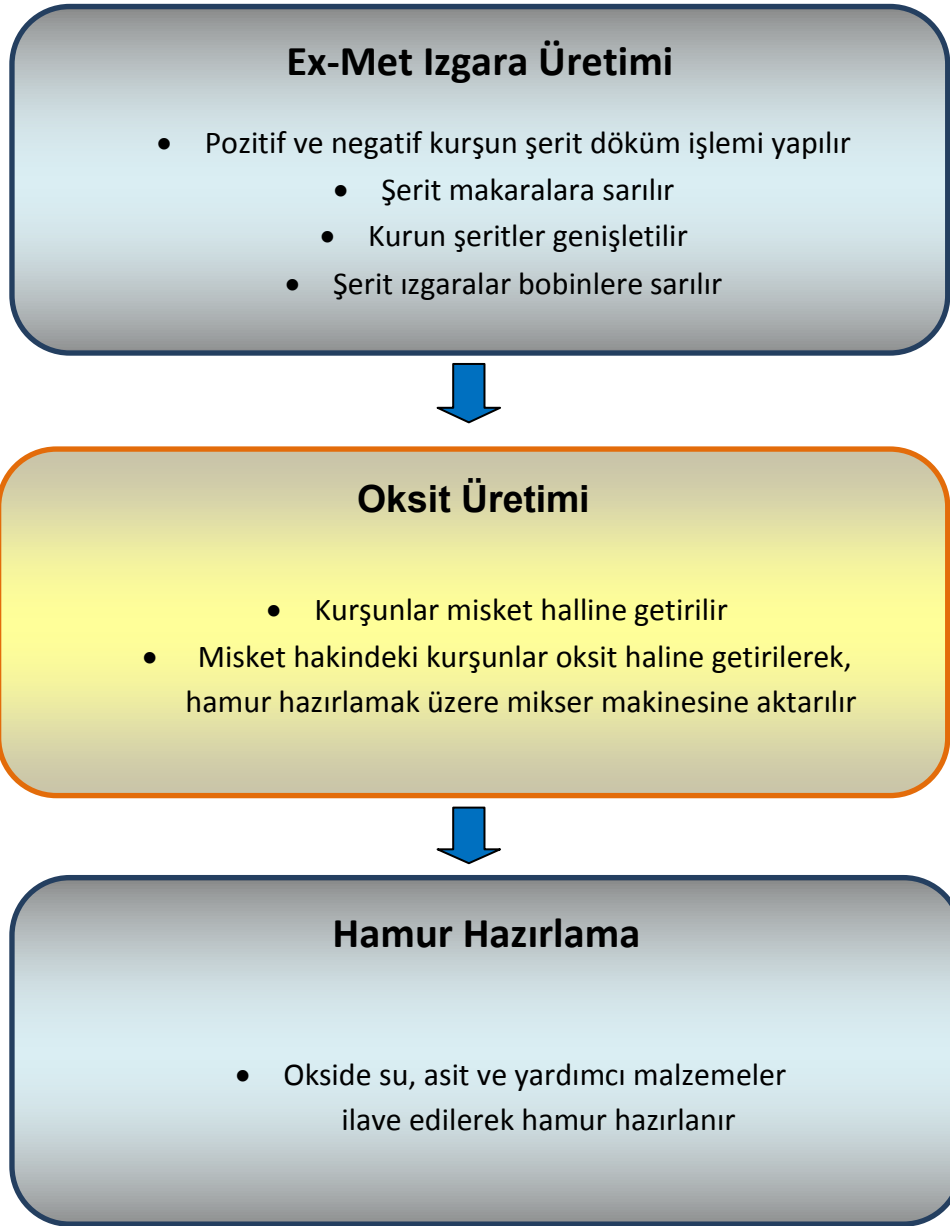 Ex-Met Izgara Üretimi
• Pozitif ve negatif kurşun şerit döküm işlemi yapılır
• Şerit makaralara sarılır
• Kurun şeritler genişletilir
• Şerit ızgaralar bobinlere sarılır
Oksit Üretimi
• Kurşunlar misket halline getirilir
• Misket hakindeki kurşunlar oksit haline getirilerek,
hamur hazırlamak üzere mikser makinesine aktarılır
Hamur Hazırlama
• Okside su, asit ve yardımcı malzemeler
ilave edilerek hamur hazırlanır